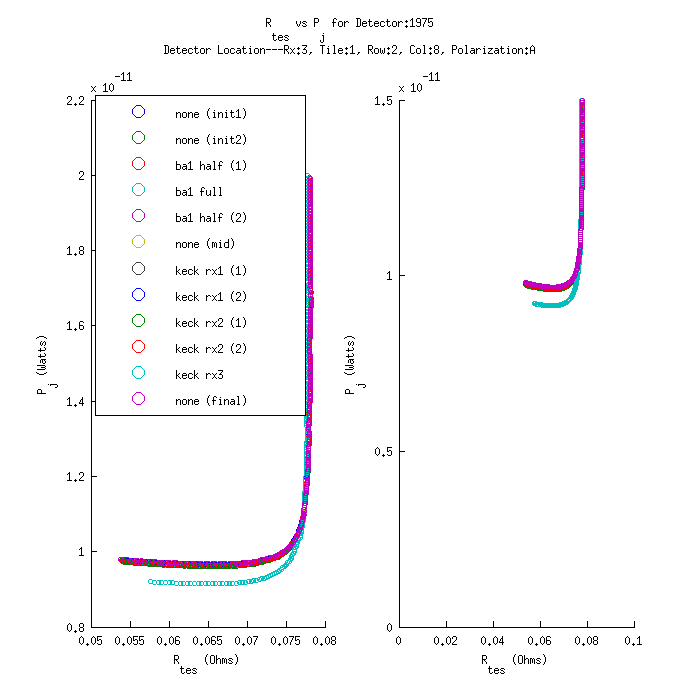 R    vs P  for Detector:1975
tes    j
Detector Location---Rx:3, Tile:1, Row:2, Col:8, Polarization:A
x 10^-11
2.2
2
1.8
1.6
1.4
1.2
1
0.8
P_j (Watts)
none (init1)
none (init2)
ba1 half (1)
ba1 full
ba1 half (2)
none (mid)
keck rx1 (1)
keck rx1 (2)
keck rx2 (1)
keck rx2 (2)
keck rx3
none (final)
0.05 0.055 0.06 0.065 0.07 0.075 0.08
R_tes (Ohms)
x 10^-11
1.5
1
0.5
0
P_j (Watts)
0 0.02 0.04 0.06 0.08 0.1
R_tes (Ohms)